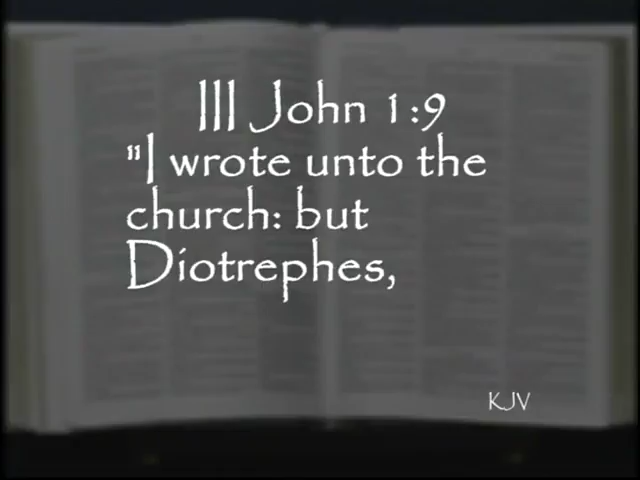 III John 1:9
"I wrote unto the
church: but
Diotrephes,
KJV